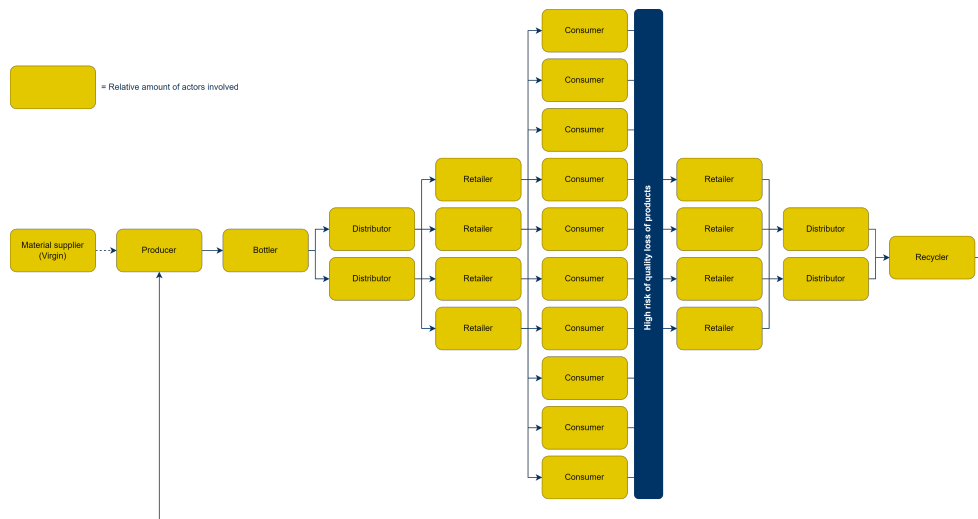 = Relative amount of actors involved
Material supplier
(Virgin)
Producer
Bottler
Distributor
Distributor
Retailer
Retailer
Retailer
Retailer
Consumer
Consumer
Consumer
Consumer
Consumer
Consumer
Consumer
Consumer
Consumer
Consumer
High risk of quality loss of products
Retailer
Retailer
Retailer
Retailer
Distributor
Distributor
Recycler